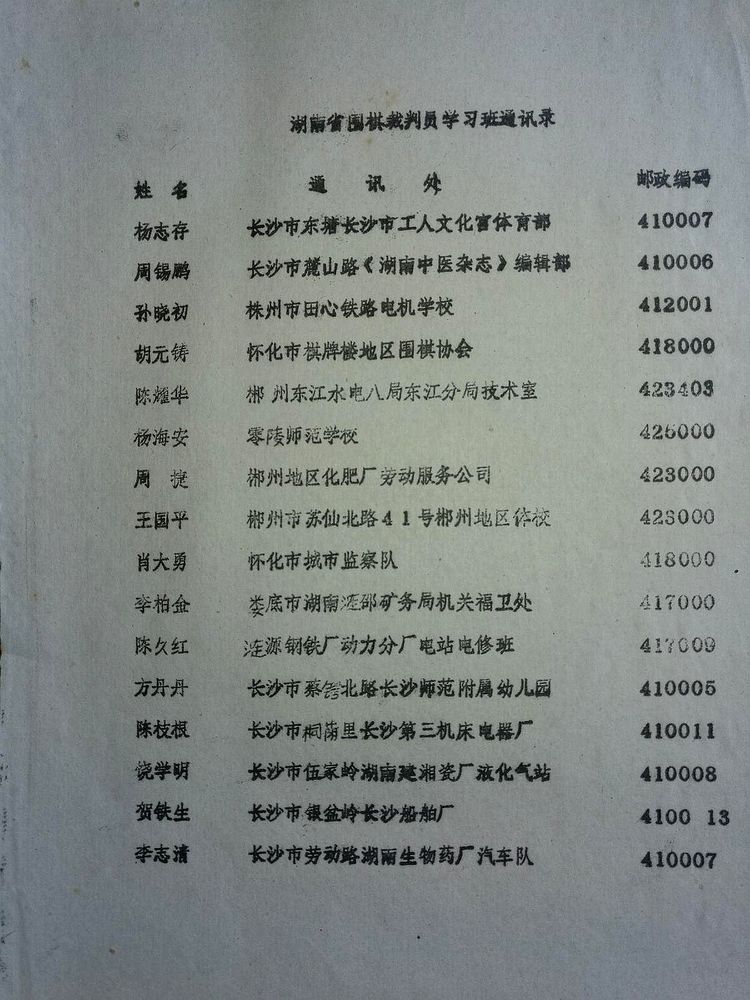 湖南省围棋裁判员学习班通讯录
姓 名 通 讯 处 邮政编码
杨志存 长沙市东塘长沙市工人文化宫体育部 410007
周锡鹏 长沙市麓山路《湖南中医杂志》编辑部 410006
孙晓初 株州市田心铁路电机学校 412001
胡元铸 怀化市棋牌楼地区围棋协会 418000
陈耀华 郴州东江水电八局东江分局技术室 423403
杨海安 零陵师范学校 426000
周 捷 郴州地区化肥厂劳动服务公司 423000
王国平 郴州市苏仙北路41号郴州地区体校 423000
肖大勇 怀化市城市监察队 418000
李柏金 娄底市湖南涟邵矿务局机关福卫处 417000
陈久红 涟源钢铁厂动力分厂电站电修班 417009
方丹丹 长沙市蔡锷北路长沙师范附属幼儿园 410005
陈枝根 长沙市桐荫里长沙第三机床电器厂 410011
饶学明 长沙市伍家岭湖南建湘瓷厂液化气站 410008
贺铁生 长沙市银盆岭长沙船舶厂 4100 13
李志清 长沙市劳动路湖南生物药厂汽车队 410007